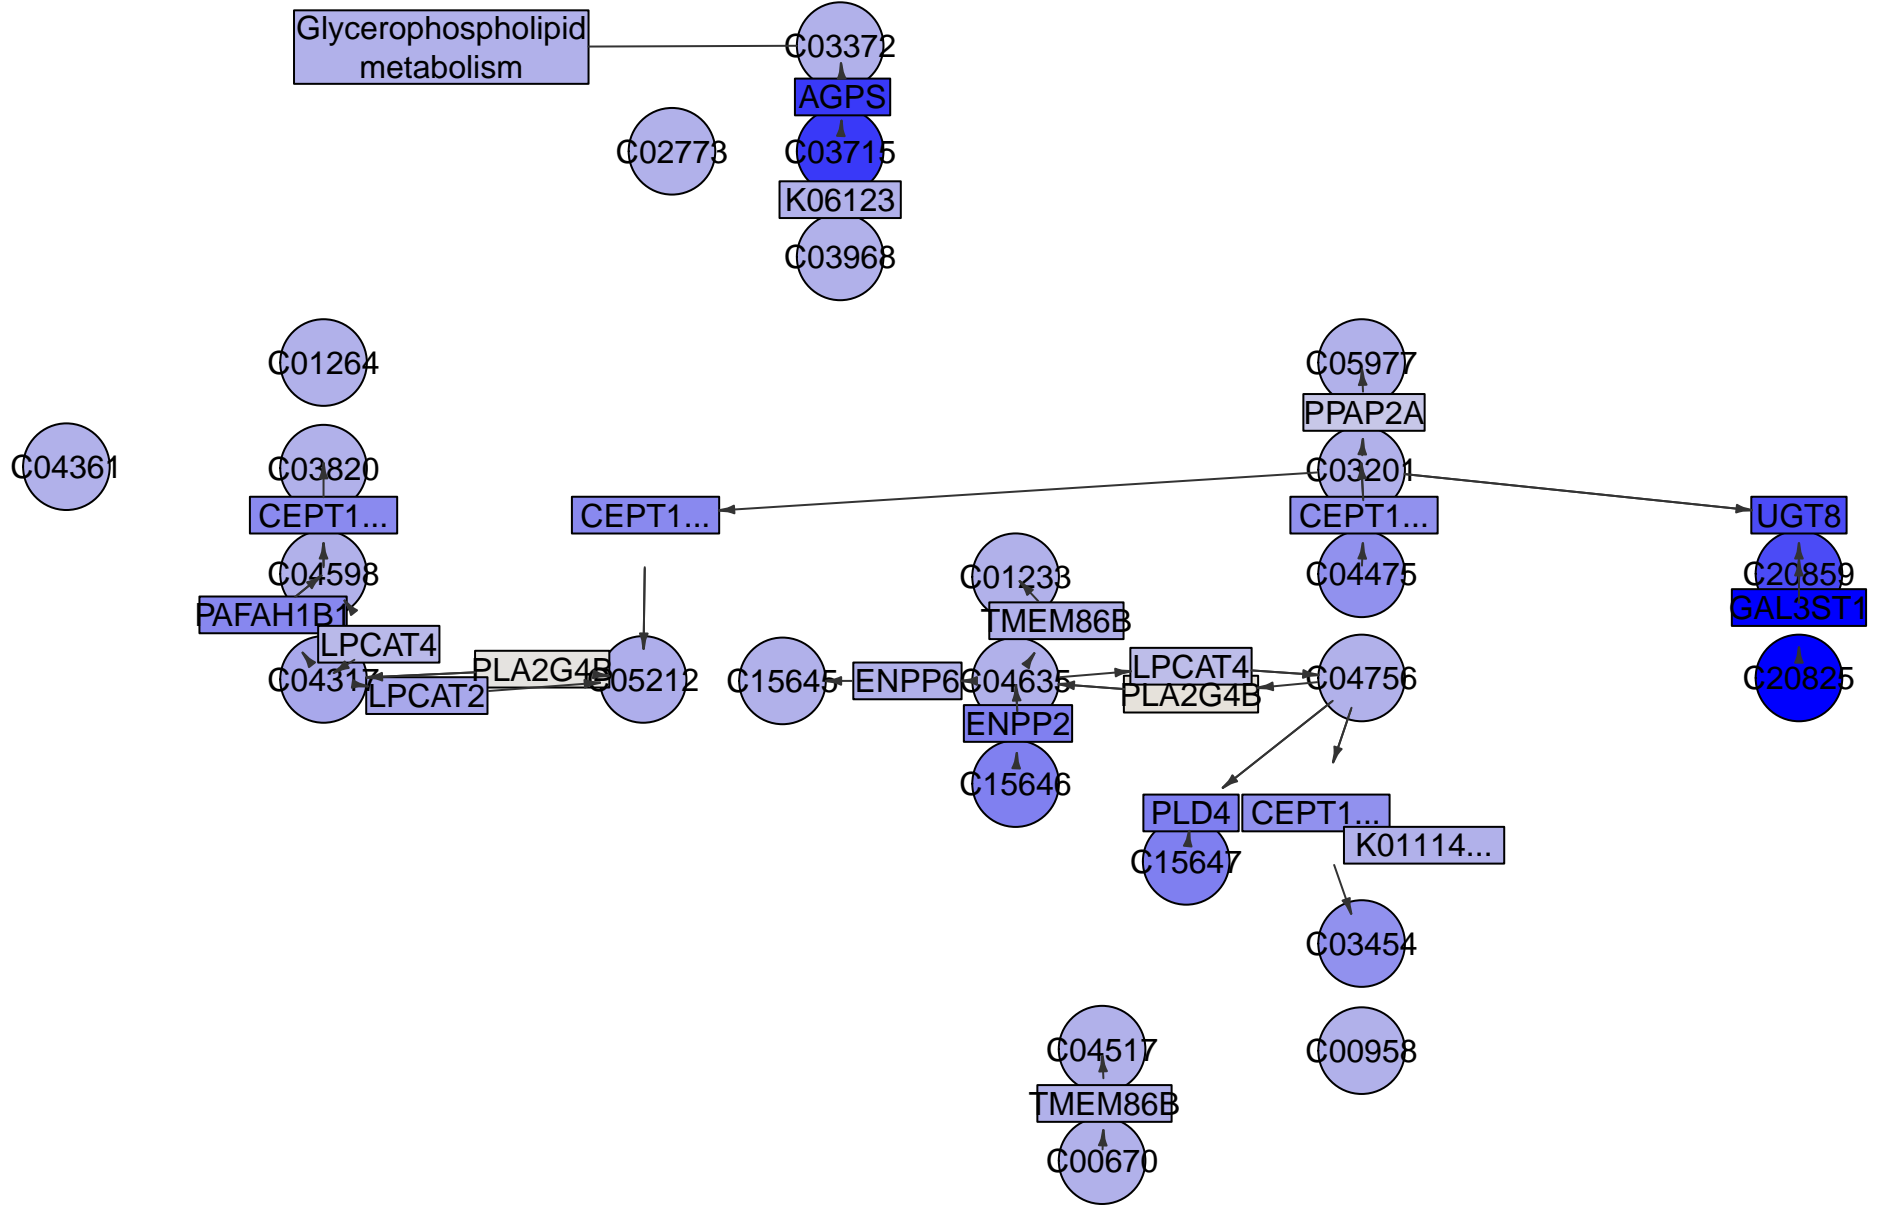 Glycerophospholipid
metabolism
C03372
AGPS
C02773
C03715
K06123
C03968
C01264
C05977
PPAP2A
C04361
C03820
C03201
CEPT1...
CEPT1...
CEPT1...
UGT8
C04598
C01233
C04475
C20859
PAFAH1B1
TMEM86B
GAL3ST1
LPCAT4
PLA2G4B
LPCAT4
C04317
C05212
C15645
ENPP6
C04635
C04756
C20825
LPCAT2
PLA2G4B
ENPP2
C15646
PLD4
CEPT1...
K01114...
C15647
C03454
C04517
C00958
TMEM86B
C00670